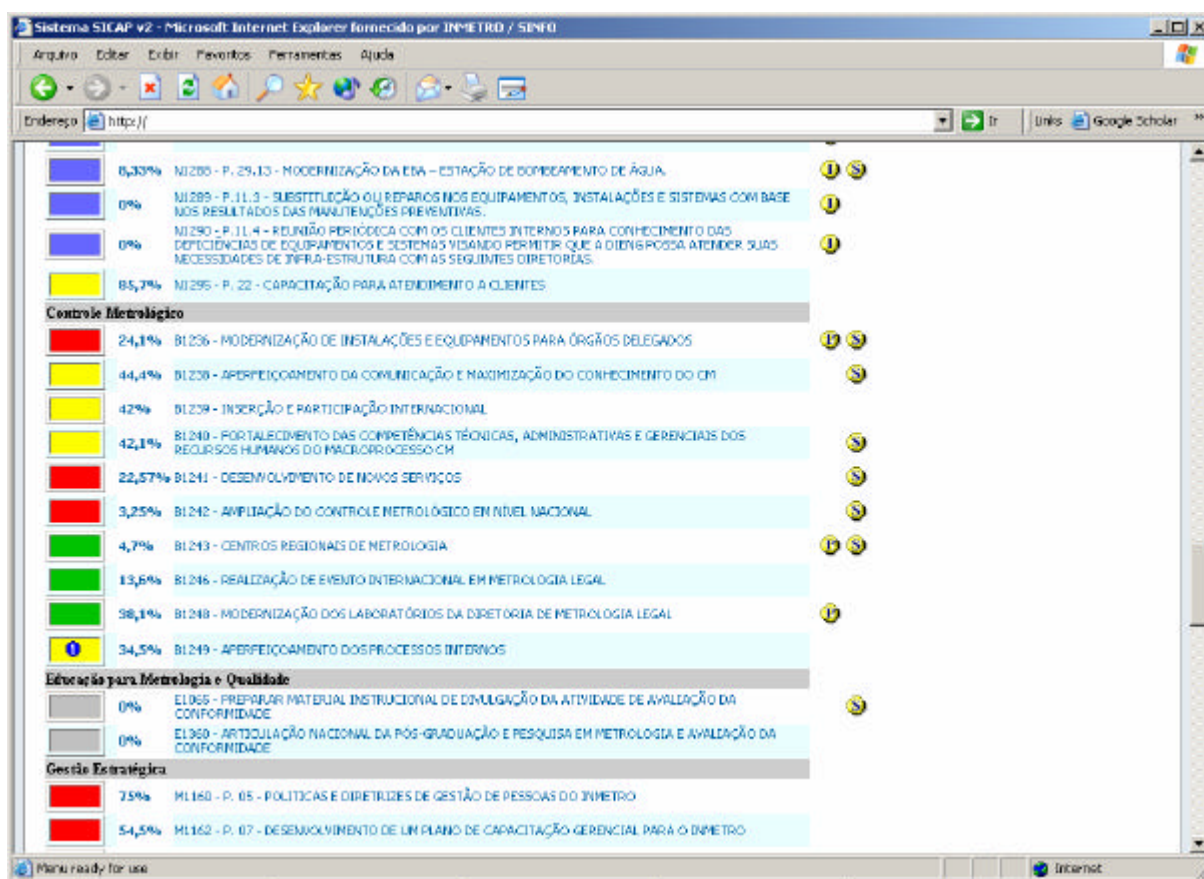 Sistema SICAP v2 - Microsoft Internet Explorer fornecido por INMETRO / SINFO
Arquivo Editar Exibir Favoritos Ferramentas Ajuda
Endereço http:// Ir Links Google Scholar »
8,33% N1288 - P. 29.13 - MODERNIZAÇÃO DA EBA – ESTAÇÃO DE BOMBEAMENTO DE ÁGUA. I S
0% N1289 - P.11.3 - SUBSTITUIÇÃO OU REPAROS NOS EQUIPAMENTOS, INSTALAÇÕES E SISTEMAS COM BASE
NOS RESULTADOS DAS MANUTENÇÕES PREVENTIVAS. I
0% N1290 - P.11.4 - REUNIÃO PERIÓDICA COM OS CLIENTES INTERNOS PARA CONHECIMENTO DAS
DEFICIÊNCIAS DE EQUIPAMENTOS E SISTEMAS VISANDO PERMITIR QUE A DIENG POSSA ATENDER SUAS
NECESSIDADES DE INFRA-ESTRUTURA COM AS SEGUINTES DIRETORIAS. I
85,7% N1295 - P. 22 - CAPACITAÇÃO PARA ATENDIMENTO A CLIENTES
Controle Metrológico
24,1% B1236 - MODERNIZAÇÃO DE INSTALAÇÕES E EQUIPAMENTOS PARA ÓRGÃOS DELEGADOS P S
44,4% B1238 - APERFEIÇOAMENTO DA COMUNICAÇÃO E MAXIMIZAÇÃO DO CONHECIMENTO DO CM S
42% B1239 - INSERÇÃO E PARTICIPAÇÃO INTERNACIONAL
42,1% B1240 - FORTALECIMENTO DAS COMPETÊNCIAS TÉCNICAS, ADMINISTRATIVAS E GERENCIAIS DOS
RECURSOS HUMANOS DO MACROPROCESSO CM S
22,57% B1241 - DESENVOLVIMENTO DE NOVOS SERVIÇOS S
3,25% B1242 - AMPLIAÇÃO DO CONTROLE METROLÓGICO EM NÍVEL NACIONAL S
4,7% B1243 - CENTROS REGIONAIS DE METROLOGIA P S
13,6% B1246 - REALIZAÇÃO DE EVENTO INTERNACIONAL EM METROLOGIA LEGAL
38,1% B1248 - MODERNIZAÇÃO DOS LABORATÓRIOS DA DIRETORIA DE METROLOGIA LEGAL P
34,5% B1249 - APERFEIÇOAMENTO DOS PROCESSOS INTERNOS
Educação para Metrologia e Qualidade
0% E1065 - PREPARAR MATERIAL INSTRUCIONAL DE DIVULGAÇÃO DA ATIVIDADE DE AVALIAÇÃO DA
CONFORMIDADE S
0% E1360 - ARTICULAÇÃO NACIONAL DA PÓS-GRADUAÇÃO E PESQUISA EM METROLOGIA E AVALIAÇÃO DA
CONFORMIDADE
Gestão Estratégica
75% M1160 - P. 05 - POLITICAS E DIRETRIZES DE GESTÃO DE PESSOAS DO INMETRO
54,5% M1162 - P. 07 - DESENVOLVIMENTO DE UM PLANO DE CAPACITAÇÃO GERENCIAL PARA O INMETRO
Menu ready for use Internet